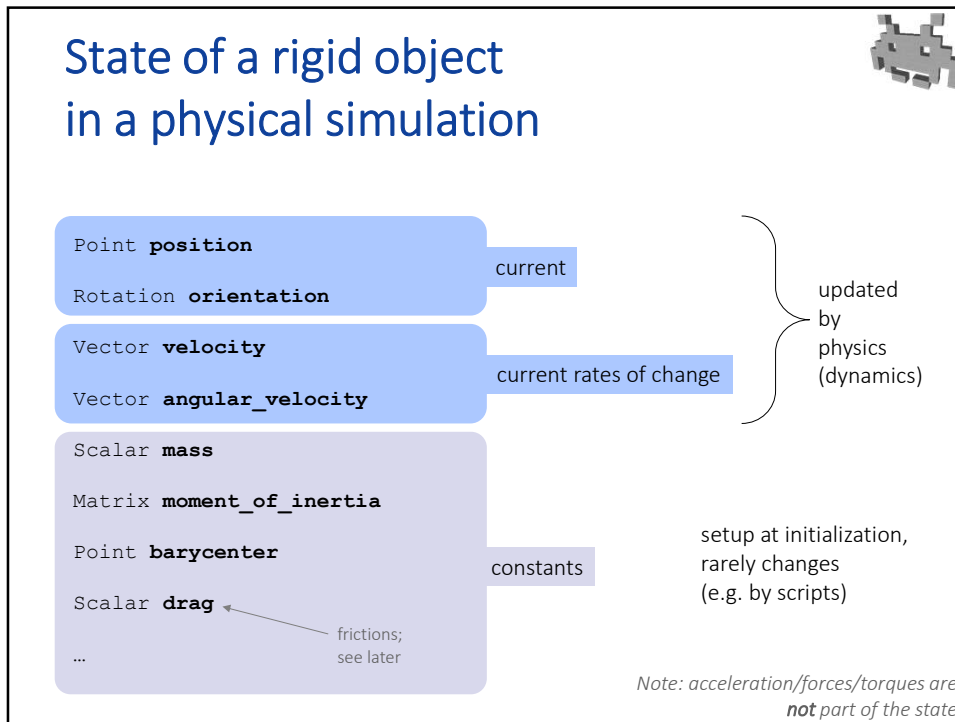 State of a rigid object
in a physical simulation
Point position
Rotation orientation
current
Vector velocity
Vector angular_velocity
current rates of change
updated
by
physics
(dynamics)
Scalar mass
Matrix moment_of_inertia
Point barycenter
Scalar drag
…
frictions;
see later
constants
setup at initialization,
rarely changes
(e.g. by scripts)
Note: acceleration/forces/torques are
not part of the state